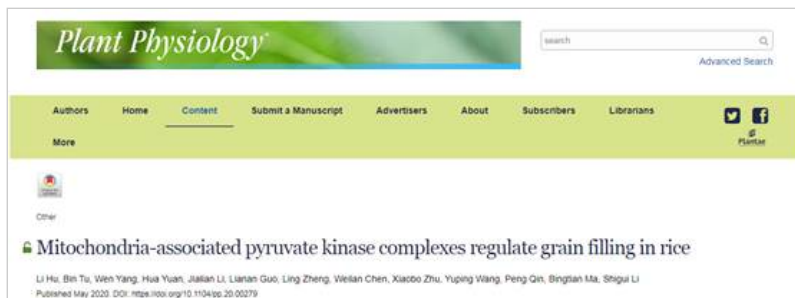 Plant Physiology
search
Advanced Search
Authors Home Content Submit a Manuscript Advertisers About Subscribers Librarians
More
Plantae
Other
Mitochondria-associated pyruvate kinase complexes regulate grain filling in rice
Li Hu, Bin Tu, Wen Yang, Hua Yuan, Jialian Li, Lianan Guo, Ling Zheng, Weilan Chen, Xiaobo Zhu, Yuping Wang, Peng Qin, Bingtian Ma, Shigui Li
Published May 2020. DOI: https://doi.org/10.1104/pp.20.00279